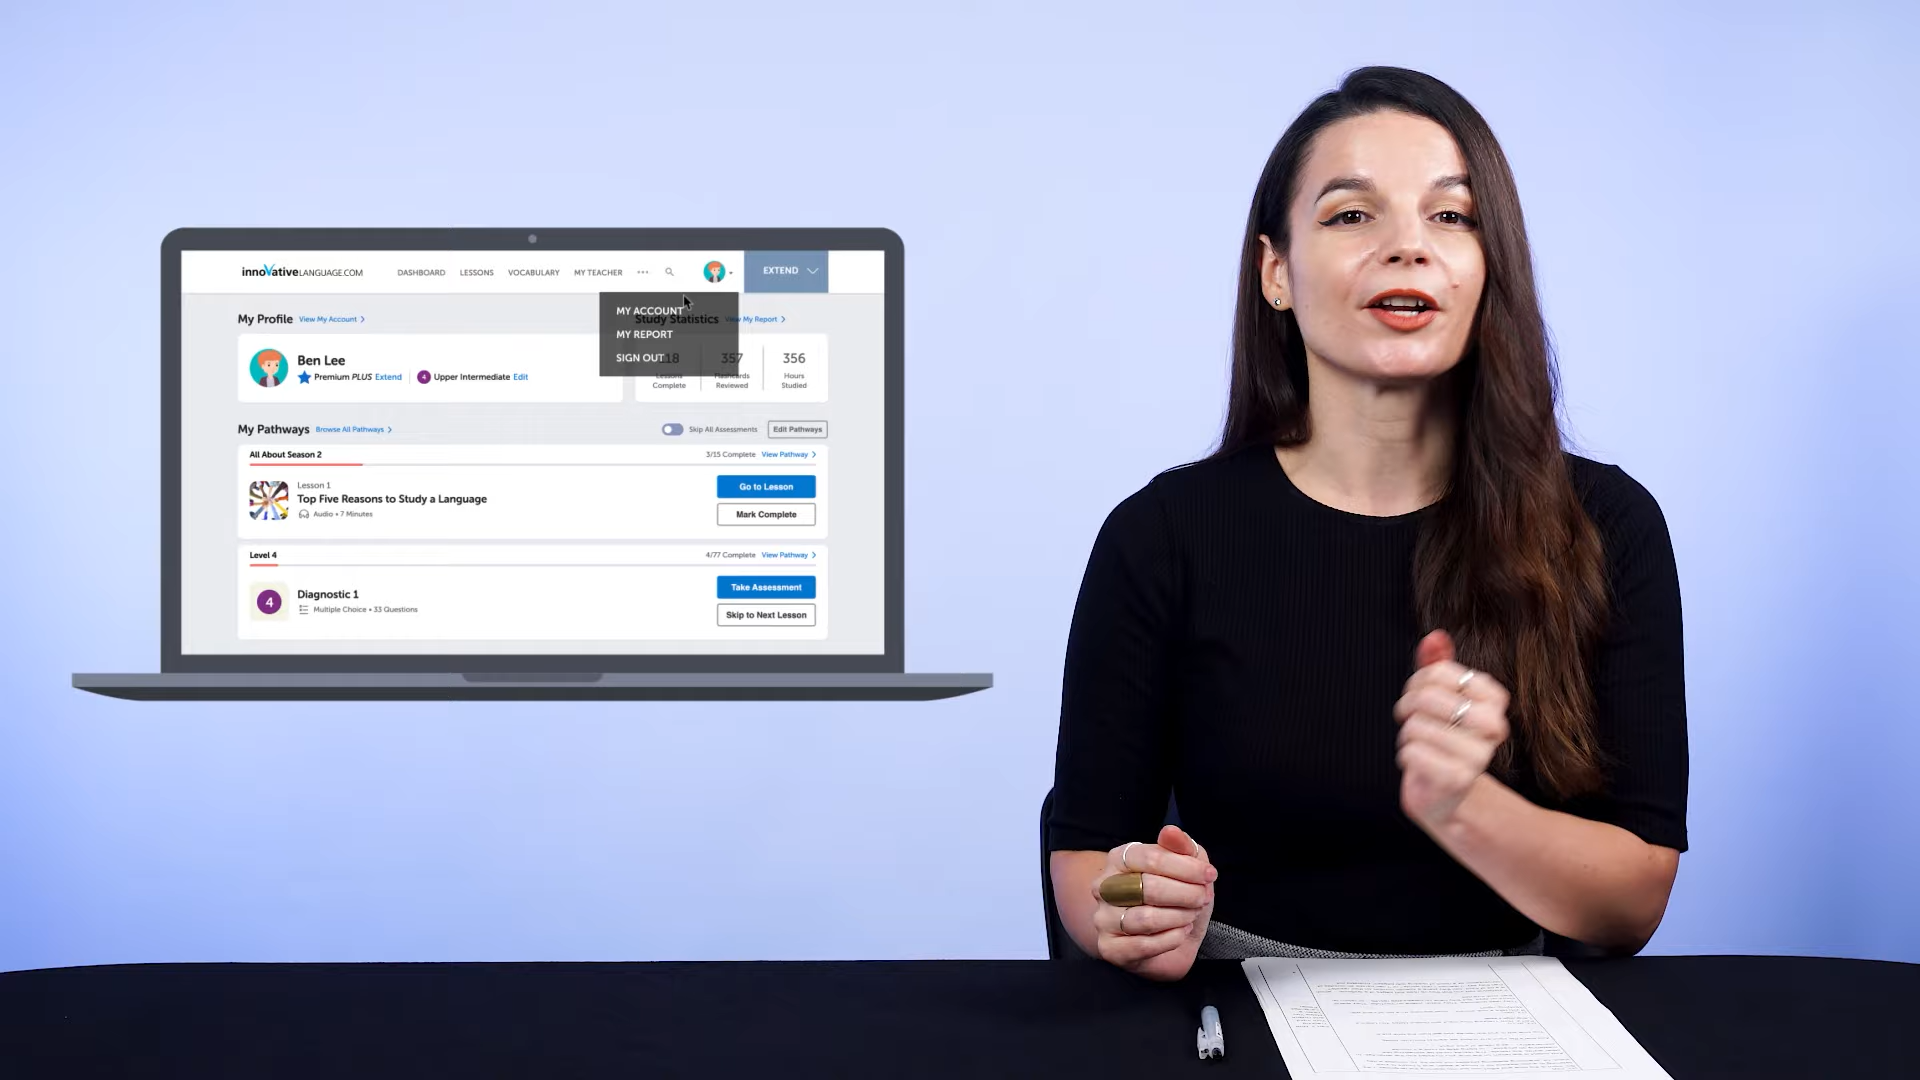 innoVativeLANGUAGE.COM DASHBOARD LESSONS VOCABULARY MY TEACHER ••• EXTEND
MY ACCOUNT
MY REPORT
SIGN OUT
My Profile View My Account >
Study Statistics View My Report >
Ben Lee
Premium PLUS Extend 4 Upper Intermediate Edit
18 357 356
Lessons Complete
Flashcards Reviewed
Hours Studied
My Pathways Browse All Pathways > Skip All Assessments Edit Pathways
All About Season 2 3/15 Complete View Pathway >
Lesson 1
Top Five Reasons to Study a Language
Audio • 7 Minutes
Go to Lesson
Mark Complete
Level 4 4/77 Complete View Pathway >
4 Diagnostic 1
Multiple Choice • 33 Questions
Take Assessment
Skip to Next Lesson